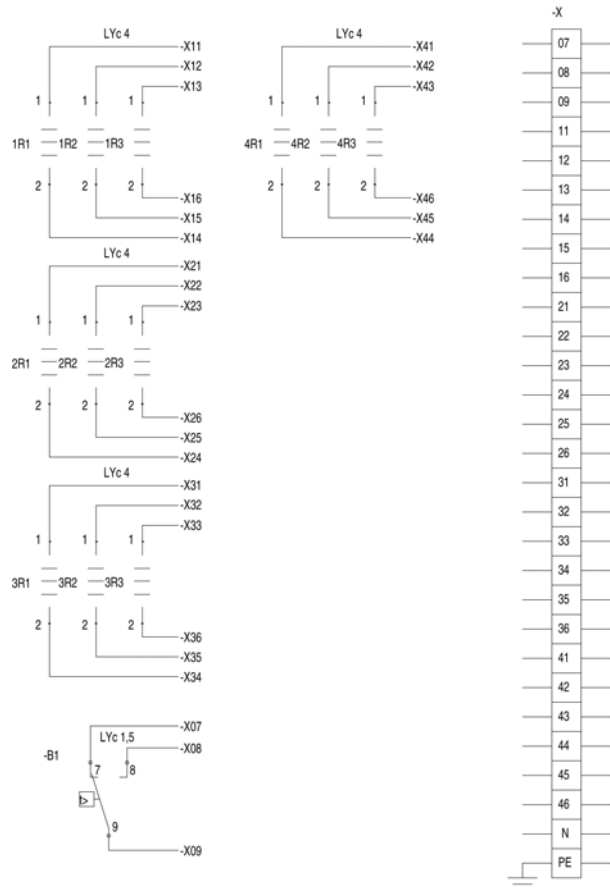 LYc 4
-X11
-X12
-X13
1 1 1
1R1 1R2 1R3
2 2 2
-X16
-X15
-X14
LYc 4
-X21
-X22
-X23
1 1 1
2R1 2R2 2R3
2 2 2
-X26
-X25
-X24
LYc 4
-X31
-X32
-X33
1 1 1
3R1 3R2 3R3
2 2 2
-X36
-X35
-X34
-X07
LYc 1,5
-X08
-B1
7 8
t>
9
-X09
LYc 4
-X41
-X42
-X43
1 1 1
4R1 4R2 4R3
2 2 2
-X46
-X45
-X44
-X
07
08
09
11
12
13
14
15
16
21
22
23
24
25
26
31
32
33
34
35
36
41
42
43
44
45
46
N
PE